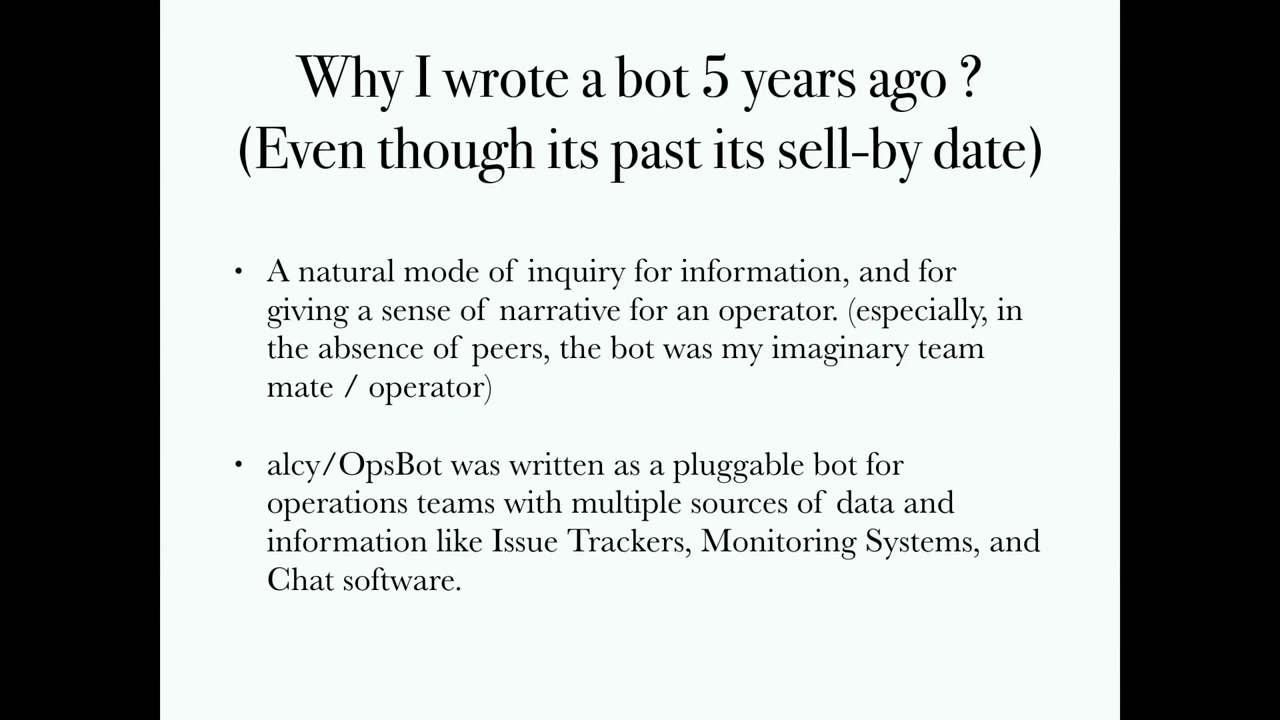 Why I wrote a bot 5 years ago ?
(Even though its past its sell-by date)
• A natural mode of inquiry for information, and for
giving a sense of narrative for an operator. (especially, in
the absence of peers, the bot was my imaginary team
mate / operator)
• alcy/OpsBot was written as a pluggable bot for
operations teams with multiple sources of data and
information like Issue Trackers, Monitoring Systems, and
Chat software.